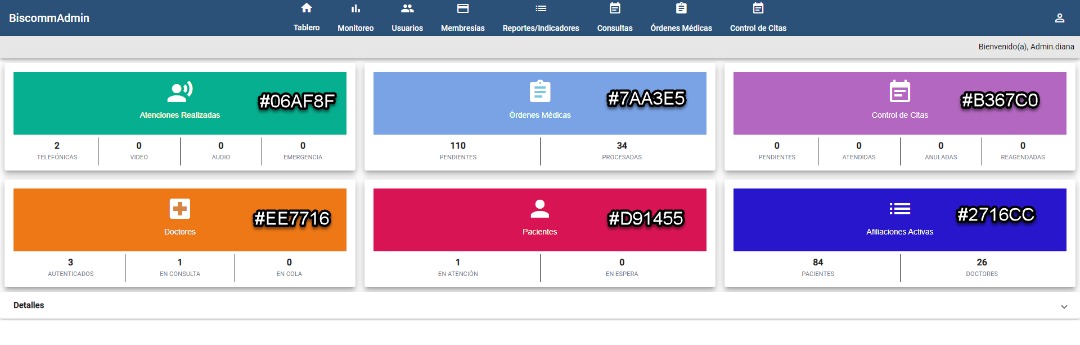 BiscommAdmin
Tablero
Monitoreo
Usuarios
Membresías
Reportes/Indicadores
Consultas
Órdenes Médicas
Control de Citas
Bienvenido(a), Admin.diana
#06AF8F
Atenciones Realizadas
2 0 0 0
TELEFÓNICAS VIDEO AUDIO EMERGENCIA
#7AA3E5
Órdenes Médicas
110 34
PENDIENTES PROCESADAS
#B367C0
Control de Citas
0 0 0 0
PENDIENTES ATENDIDAS ANULADAS REAGENDADAS
#EE7716
Doctores
3 1 0
AUTENTICADOS EN CONSULTA EN COLA
#D91455
Pacientes
1 0
EN ATENCIÓN EN ESPERA
#2716CC
Afiliaciones Activas
84 26
PACIENTES DOCTORES
Detalles